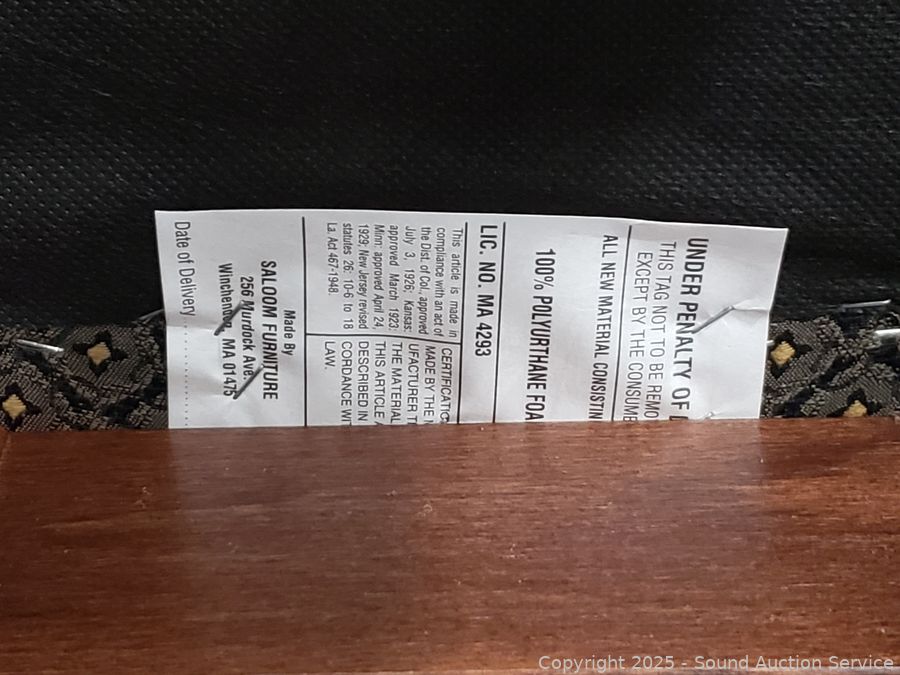 UNDER PENALTY OF
THIS TAG NOT TO BE REMO
EXCEPT BY THE CONSUME
ALL NEW MATERIAL CONSISTIN
100% POLYURTHANE FOA
LIC. NO. MA 4293
This article is made in
compliance with an act of
the Dist. of Col., approved
July 3, 1926; Kansas:
approved March 1923:
Minn: approved April 24,
1929; New Jersey revised
statutes 26: 10-6 to 18
La. Act 467-1948.
CERTIFICATIO
MADE BY THE M
UFACTURER T
THE MATERIAL
THIS ARTICLE A
DESCRIBED IN
CORDANCE WIT
LAW.
Made By
SALOOM FURNITURE
256 Murdock Ave.
Winchendon, MA 01475
Date of Delivery
Copyright 2025 - Sound Auction Service